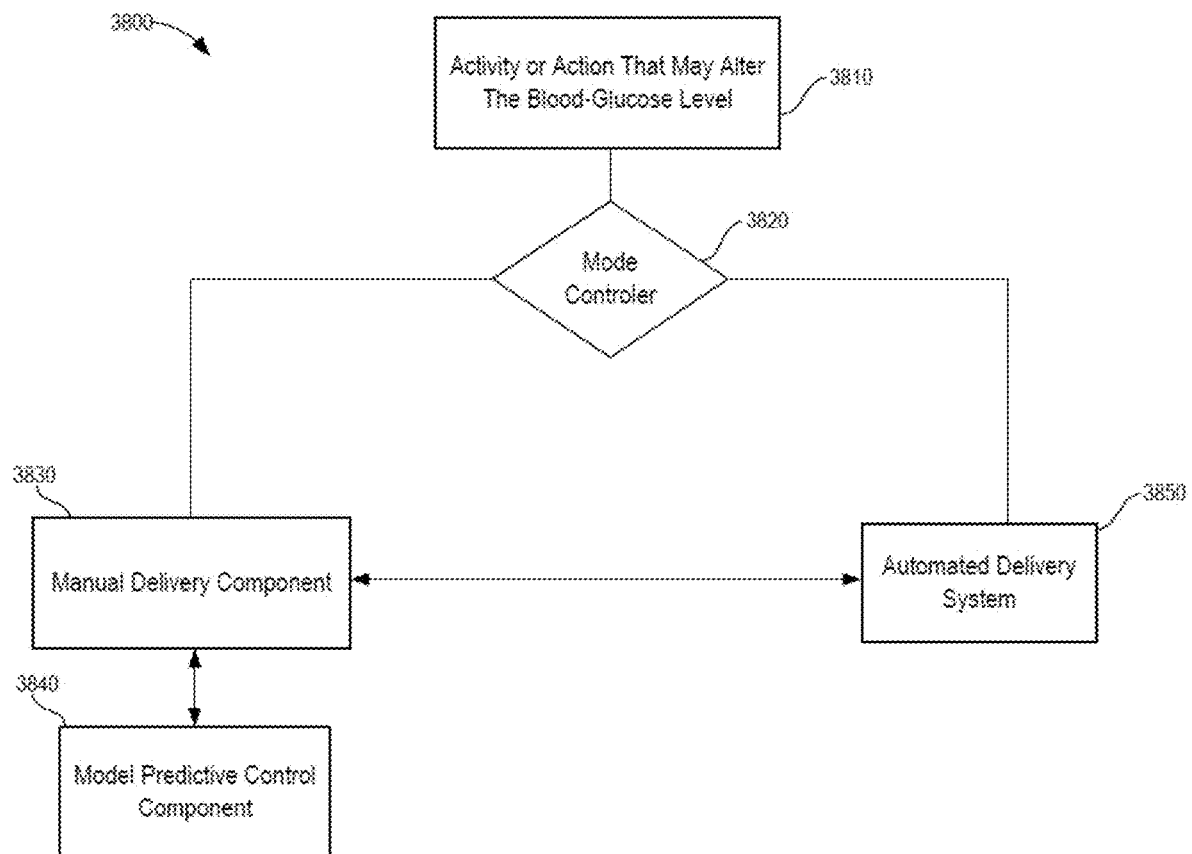 3800
Activity or Action That May Alter
The Blood-Glucose Level
3810
3820
Mode
Controler
3830
3850
Manual Delivery Component
Automated Delivery
System
3840
Model Predictive Control
Component